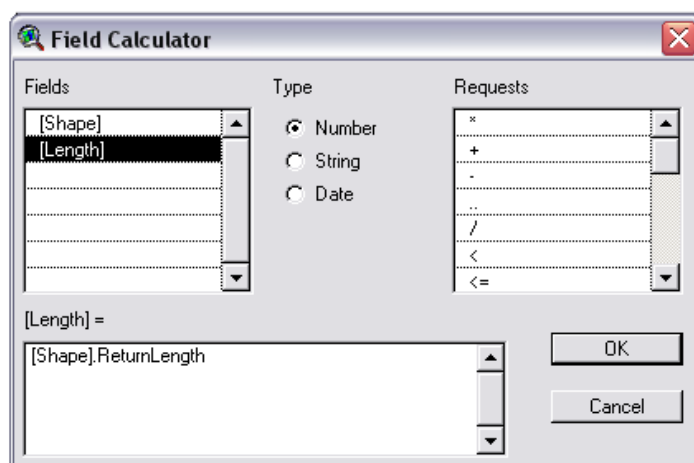 Field Calculator
Fields
Type
Requests
[Shape]
[Length]
Number
String
Date
*
+
-
..
/
<
<=
[Length] =
[Shape].ReturnLength
OK
Cancel